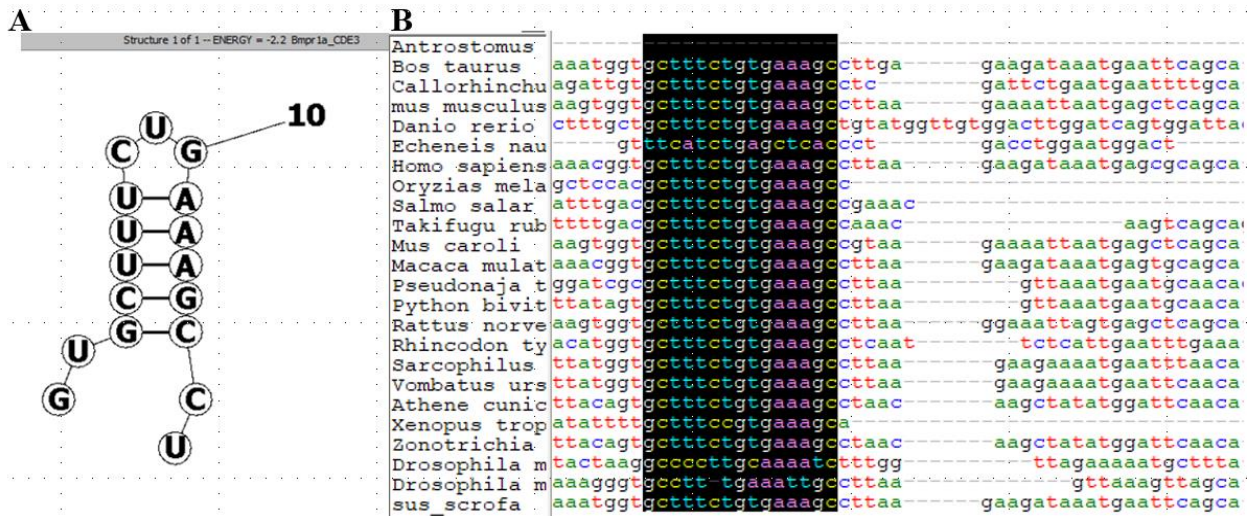 A
B
Structure 1 of 1 -- ENERGY = -2.2 Bmpr1a_CDE3
U
C G 10
U A
U A
U A
C G
G C
U C
G U
Antrostomus ----------------------------------
Bos taurus aaatggtgctttctgtgaaagccttga------gaagataaatgaattcagca
Callorhinchu agattgtgctttctgtgaaagcctc--------gattctgaatgaattttgca
mus musculus aagtggtgctttctgtgaaagccttaa------gaaaattaatgagctcagca
Danio rerio ctttgctgctttctgtgaaagctgtatggttgtggacttggatcagtggattac
Echeneis nau gtttcatctgagctcaccct--------gacctggaatggact
Homo sapiens aaacggtgctttctgtgaaagccttaa------gaagataaatgagcgcagca
Oryzias mela gctccacgctttctgtgaaagcc
Salmo salar atttgacgctttctgtgaaagccgaaac
Takifugu rub ttttgacgctttctgtgaaagccaaac-----------------aagtcagcag
Mus caroli aagtggtgctttctgtgaaagccgtaa------gaaaattaatgagctcagca
Macaca mulat aaacggtgctttctgtgaaagccttaa------gaagataaatgagtgcagca
Pseudonaja t ggatcgcgctttctgtgaaagccttaa---------gttaaatgaatgcaaca
Python bivit ttatagtgctttctgtgaaagccttaa---------gttaaatgaatgcaaca
Rattus norve aagtggtgctttctgtgaaagccttaa------ggaaattagtgagctcagca
Rhincodon ty acatggtgctttctgtgaaagcctcaat--------tctcattgaatttgaaa
Sarcophilus ttatggtgctttctgtgaaagccttaa-------gaagaaaatgaatttaaca
Vombatus urs ttatggtgctttctgtgaaagccttaa-------gaagaaaatgaattcaaca
Athene cunic ttacagtgctttctgtgaaagcctaac-------aagctatatggattcaaca
Xenopus trop atattttgctttccgtgaaagca
Zonotrichia ttacagtgctttctgtgaaagcctaac-------aagctatatggattcaaca
Drosophila m tactaaggccccttgcaaaatctttgg----------ttagaaaaatgcttta
Drosophila m aaagggtgccttt-tgaaattgccttaa-------------gttaaagttagca
sus_scrofa aaatggtgctttctgtgaaagccttaa------gaagataaatgaattcagca